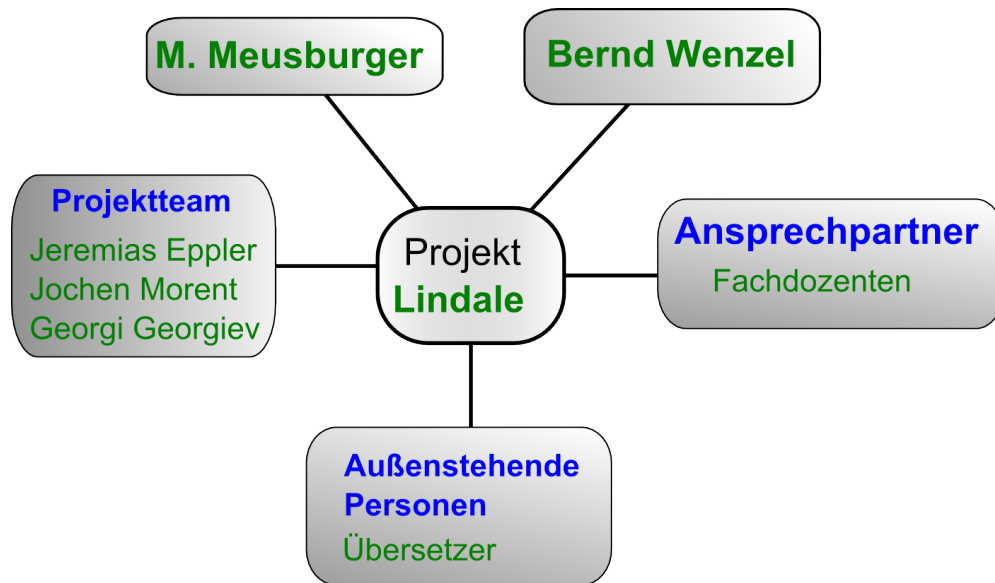 M. Meusburger
Bernd Wenzel
Projektteam
Jeremias Eppler
Jochen Morent
Georgi Georgiev
Projekt
Lindale
Ansprechpartner
Fachdozenten
Außenstehende
Personen
Übersetzer